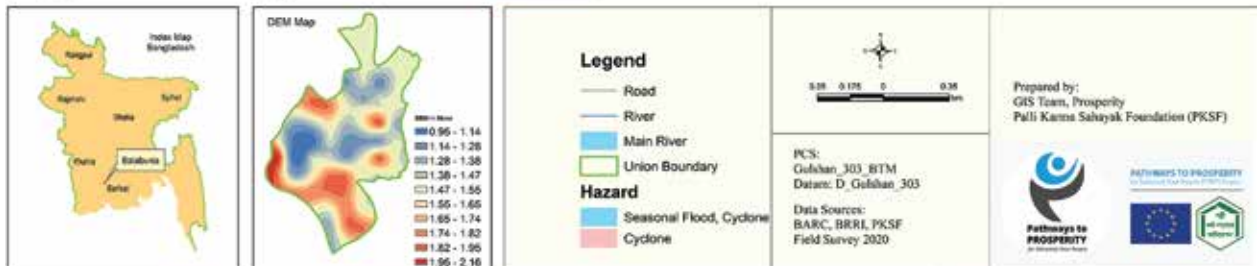 Index Map
Bangladesh
Rangpur
Rajshahi
Sylhet
Dhaka
Khulna
Balabunia
Barisal
DEM Map
0.95 - 1.14
1.14 - 1.28
1.28 - 1.38
1.38 - 1.47
1.47 - 1.55
1.55 - 1.65
1.65 - 1.74
1.74 - 1.82
1.82 - 1.95
1.95 - 2.16
Legend
Road
River
Main River
Union Boundary
Hazard
Seasonal Flood, Cyclone
Cyclone
0.35 0.175 0 0.35
km
PCS:
Gulshan_303_BTM
Datum: D_Gulshan_303
Data Sources:
BARC, BRRI, PKSF
Field Survey 2020
Prepared by:
GIS Team, Prosperity
Palli Karma Sahayak Foundation (PKSF)
Pathways to
PROSPERITY
PATHWAYS TO PROSPERITY